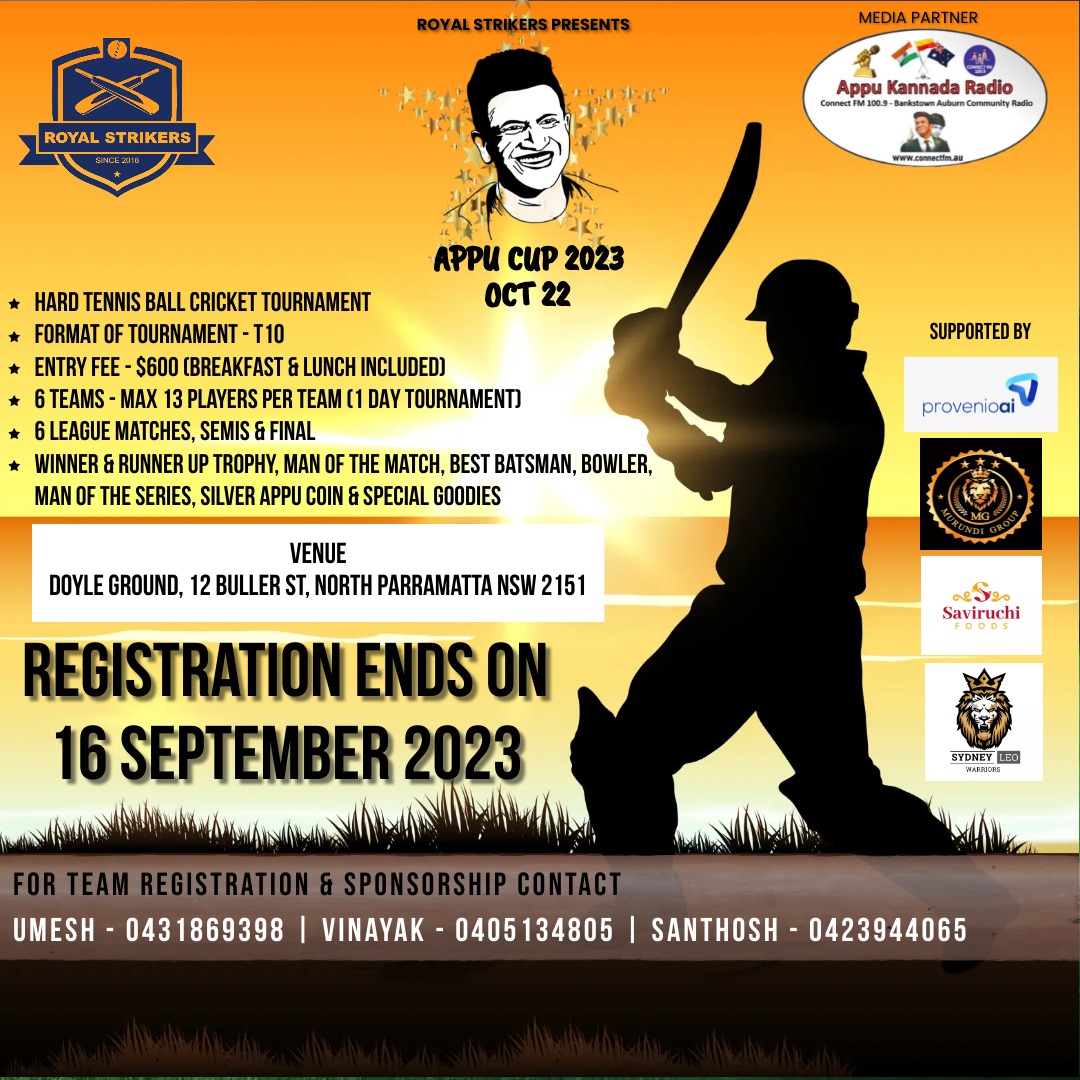 ROYAL STRIKERS PRESENTS
MEDIA PARTNER
ROYAL STRIKERS
SINCE 2016
CONNECT FM
100.9
Appu Kannada Radio
Connect FM 100.9 - Bankstown Auburn Community Radio
www.connectfm.au
APPU CUP 2023
OCT 22
HARD TENNIS BALL CRICKET TOURNAMENT
FORMAT OF TOURNAMENT - T10
ENTRY FEE - $600 (BREAKFAST & LUNCH INCLUDED)
6 TEAMS - MAX 13 PLAYERS PER TEAM (1 DAY TOURNAMENT)
6 LEAGUE MATCHES, SEMIS & FINAL
WINNER & RUNNER UP TROPHY, MAN OF THE MATCH, BEST BATSMAN, BOWLER,
MAN OF THE SERIES, SILVER APPU COIN & SPECIAL GOODIES
SUPPORTED BY
provenioai
MG
MURUNDI GROUP
S
Saviruchi
FOODS
SYDNEY LEO
WARRIORS
VENUE
DOYLE GROUND, 12 BULLER ST, NORTH PARRAMATTA NSW 2151
REGISTRATION ENDS ON
16 SEPTEMBER 2023
FOR TEAM REGISTRATION & SPONSORSHIP CONTACT
UMESH - 0431869398 | VINAYAK - 0405134805 | SANTHOSH - 0423944065